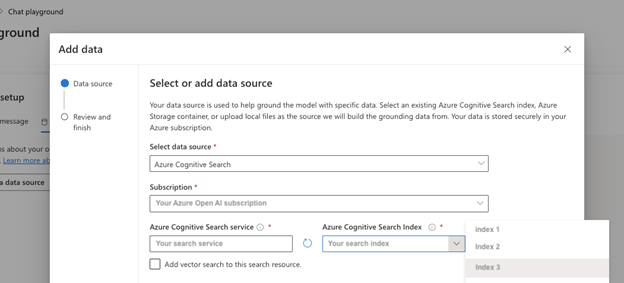 Chat playground
ground
Add data
Data source
Review and
finish
setup
message
ns about your o
Learn more ab
a data source
Select or add data source
Your data source is used to help ground the model with specific data. Select an existing Azure Cognitive Search index, Azure
Storage container, or upload local files as the source we will build the grounding data from. Your data is stored securely in your
Azure subscription.
Select data source *
Azure Cognitive Search
Subscription *
Your Azure Open AI subscription
Azure Cognitive Search service *
Azure Cognitive Search Index *
Your search service
Your search index
index 1
Index 2
Index 3
Add vector search to this search resource.